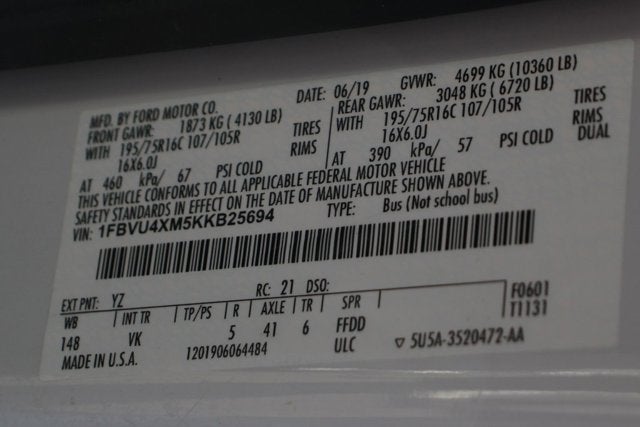 MFD. BY FORD MOTOR CO. DATE: 06/19 GVWR: 4699 KG (10360 LB)
FRONT GAWR: 1873 KG ( 4130 LB) REAR GAWR: 3048 KG ( 6720 LB)
WITH 195/75R16C 107/105R TIRES WITH 195/75R16C 107/105R TIRES
16X6.0J RIMS 16X6.0J RIMS
AT 460 kPa/ 67 PSI COLD AT 390 kPa/ 57 PSI COLD DUAL
THIS VEHICLE CONFORMS TO ALL APPLICABLE FEDERAL MOTOR VEHICLE
SAFETY STANDARDS IN EFFECT ON THE DATE OF MANUFACTURE SHOWN ABOVE.
VIN: 1FBVU4XM5KKB25694 TYPE: Bus (Not school bus)
EXT PNT: YZ RC: 21 DSO: F0601
WB INT TR TP/PS R AXLE TR SPR T1131
148 VK 5 41 6 FFDD
MADE IN U.S.A. 1201906064484 ULC ▽ 5U5A-3520472-AA